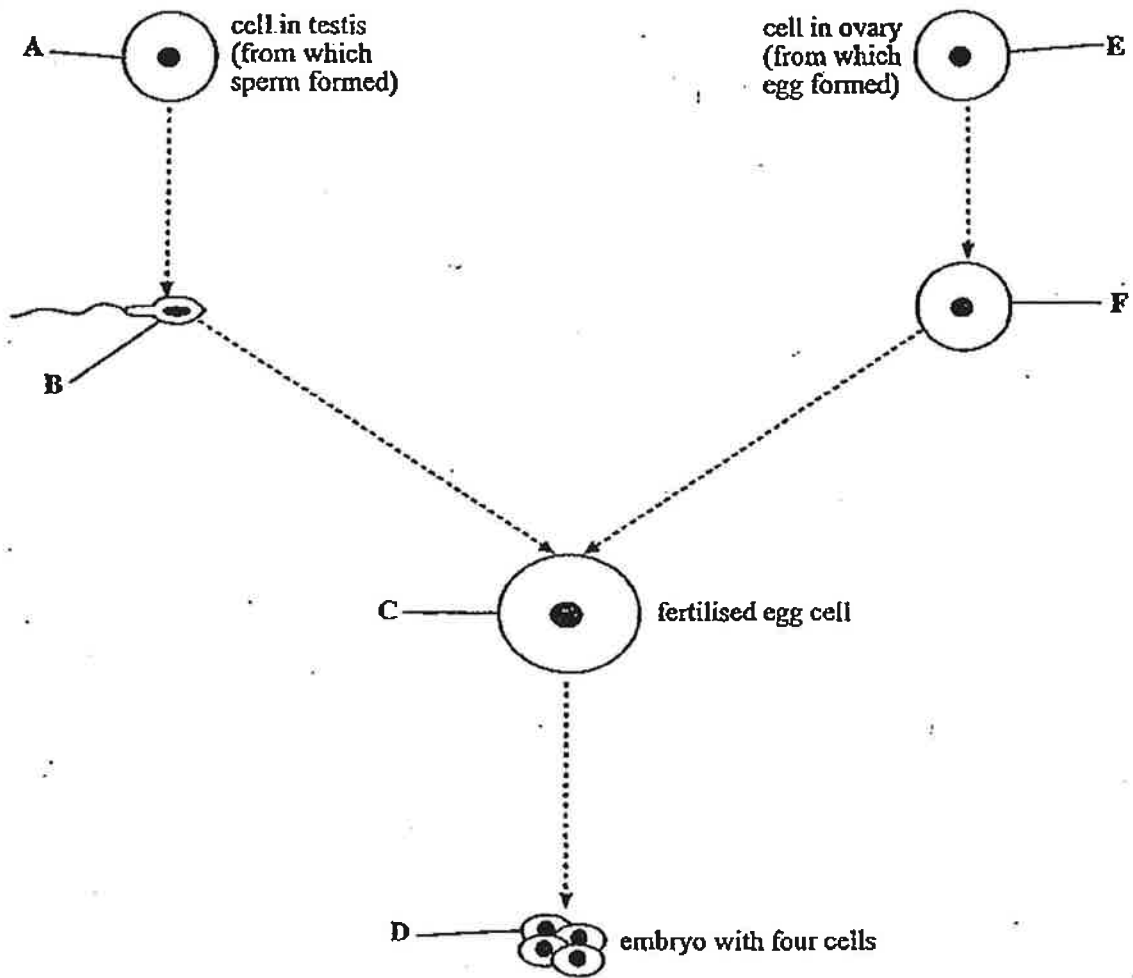 A
cell in testis
(from which
sperm formed)
cell in ovary
(from which
egg formed)
E
B
F
C
fertilised egg cell
D
embryo with four cells